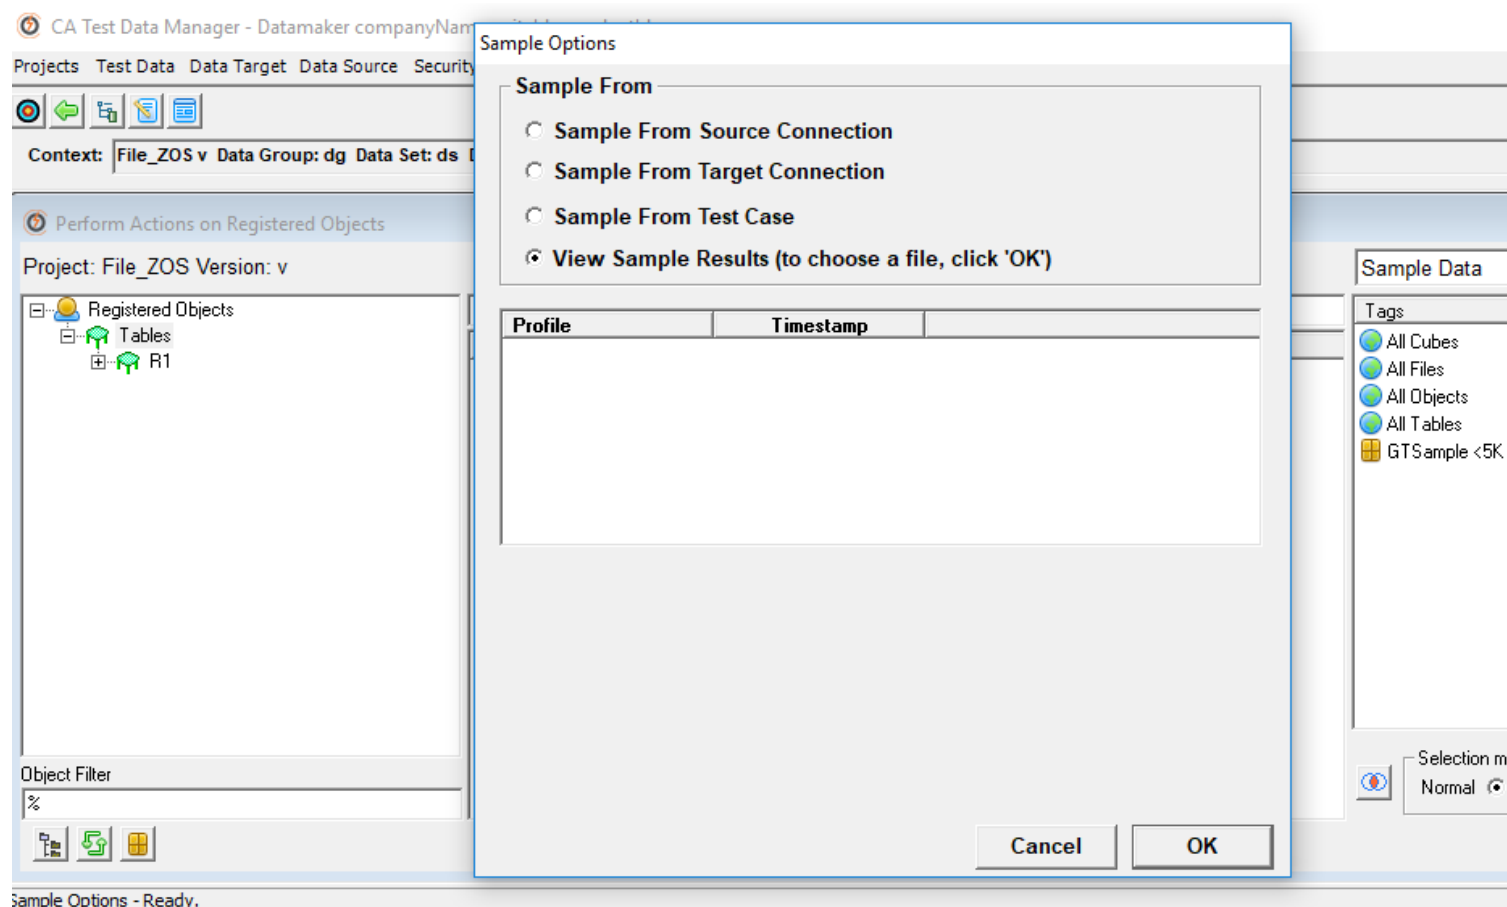 CA Test Data Manager - Datamaker
Projects Test Data Data Target Data Source Security
Context: File_ZOS v Data Group: dg Data Set: ds
Perform Actions on Registered Objects
Project: File_ZOS Version: v
Registered Objects
Tables
R1
Object Filter
%
Sample Options - Ready.
Sample Options
Sample From
Sample From Source Connection
Sample From Target Connection
Sample From Test Case
View Sample Results (to choose a file, click 'OK')
Profile Timestamp
Cancel OK
Sample Data
Tags
All Cubes
All Files
All Objects
All Tables
GTSample <5K
Selection
Normal